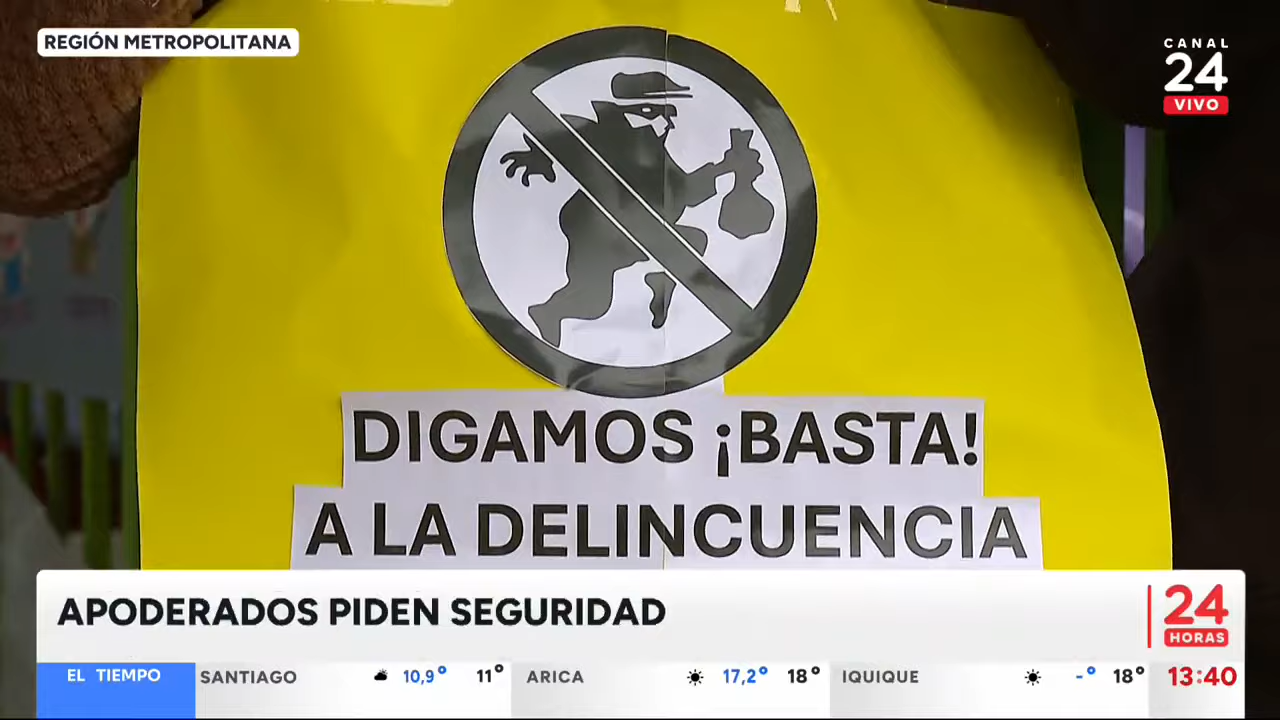 REGIÓN METROPOLITANA
CANAL
24
VIVO
DIGAMOS ¡BASTA!
A LA DELINCUENCIA
APODERADOS PIDEN SEGURIDAD
24
HORAS
EL TIEMPO
SANTIAGO 10,9° 11°
ARICA 17,2° 18°
IQUIQUE -° 18°
13:40